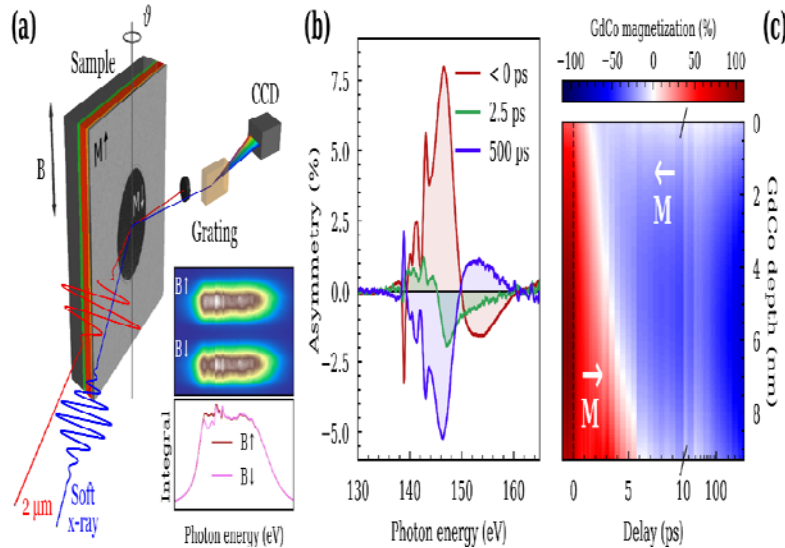 (a)
ϑ
Sample
CCD
M↑
B
M↓
Grating
B↑
B↓
Integral
B↑
B↓
Photon energy (eV)
2 μm
Soft
x-ray
(b)
Asymmetry (%)
7.5
5.0
2.5
0.0
−2.5
−5.0
< 0 ps
2.5 ps
500 ps
130 140 150 160
Photon energy (eV)
(c)
GdCo magnetization (%)
−100 −50 0 50 100
M
M
0
2
4
6
8
GdCo depth (nm)
0 5 10 100
Delay (ps)